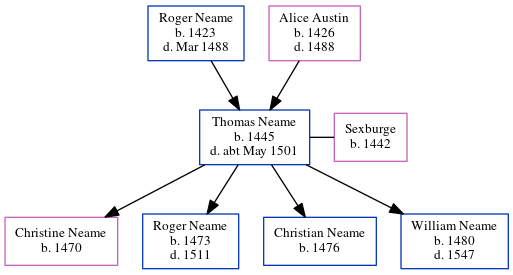 Roger Neame
b. 1423
d. Mar 1488
Alice Austin
b. 1426
d. 1488
Thomas Neame
b. 1445
d. abt May 1501
Sexburge
b. 1442
Christine Neame
b. 1470
Roger Neame
b. 1473
d. 1511
Christian Neame
b. 1476
William Neame
b. 1480
d. 1547